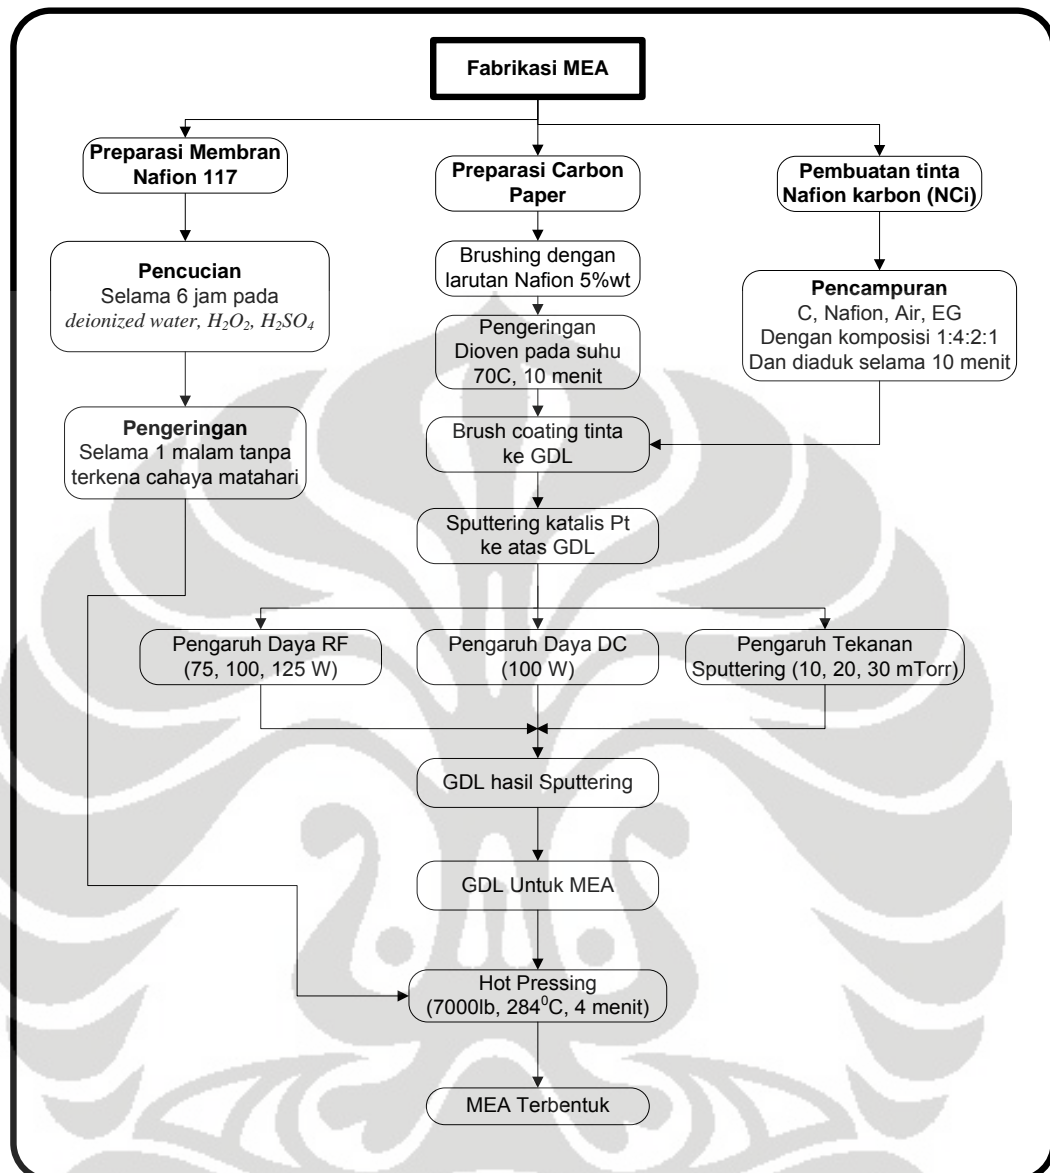 Fabrikasi MEA
Preparasi Membran
Nafion 117
Preparasi Carbon
Paper
Pembuatan tinta
Nafion karbon (NCi)
Pencucian
Selama 6 jam pada
deionized water, H₂O₂, H₂SO₄
Brushing dengan
larutan Nafion 5%wt
Pencampuran
C, Nafion, Air, EG
Dengan komposisi 1:4:2:1
Dan diaduk selama 10 menit
Pengeringan
Dioven pada suhu
70C, 10 menit
Pengeringan
Selama 1 malam tanpa
terkena cahaya matahari
Brush coating tinta
ke GDL
Sputtering katalis Pt
ke atas GDL
Pengaruh Daya RF
(75, 100, 125 W)
Pengaruh Daya DC
(100 W)
Pengaruh Tekanan
Sputtering (10, 20, 30 mTorr)
GDL hasil Sputtering
GDL Untuk MEA
Hot Pressing
(7000lb, 284⁰C, 4 menit)
MEA Terbentuk